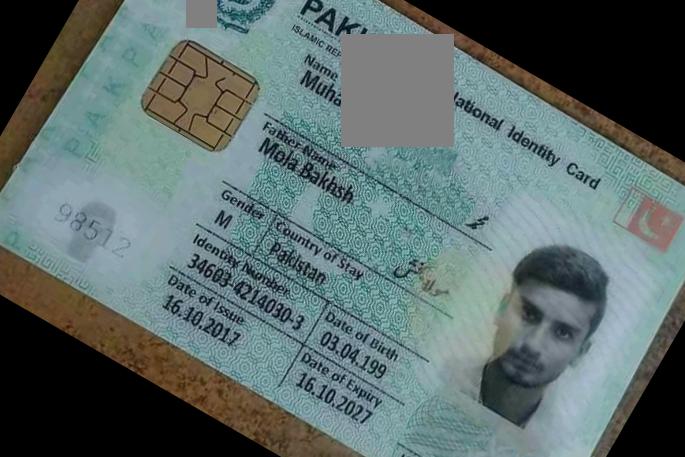 PAK
ISLAMIC REP
National Identity Card
Name
Muha
Father Name
Mola Bakhsh
Gender
Country of Stay
M
Pakistan
Identity Number
Date of Birth
34603-4214030-3
03.04.199
Date of Issue
Date of Expiry
16.10.2017
16.10.2027
98512
PAKPA